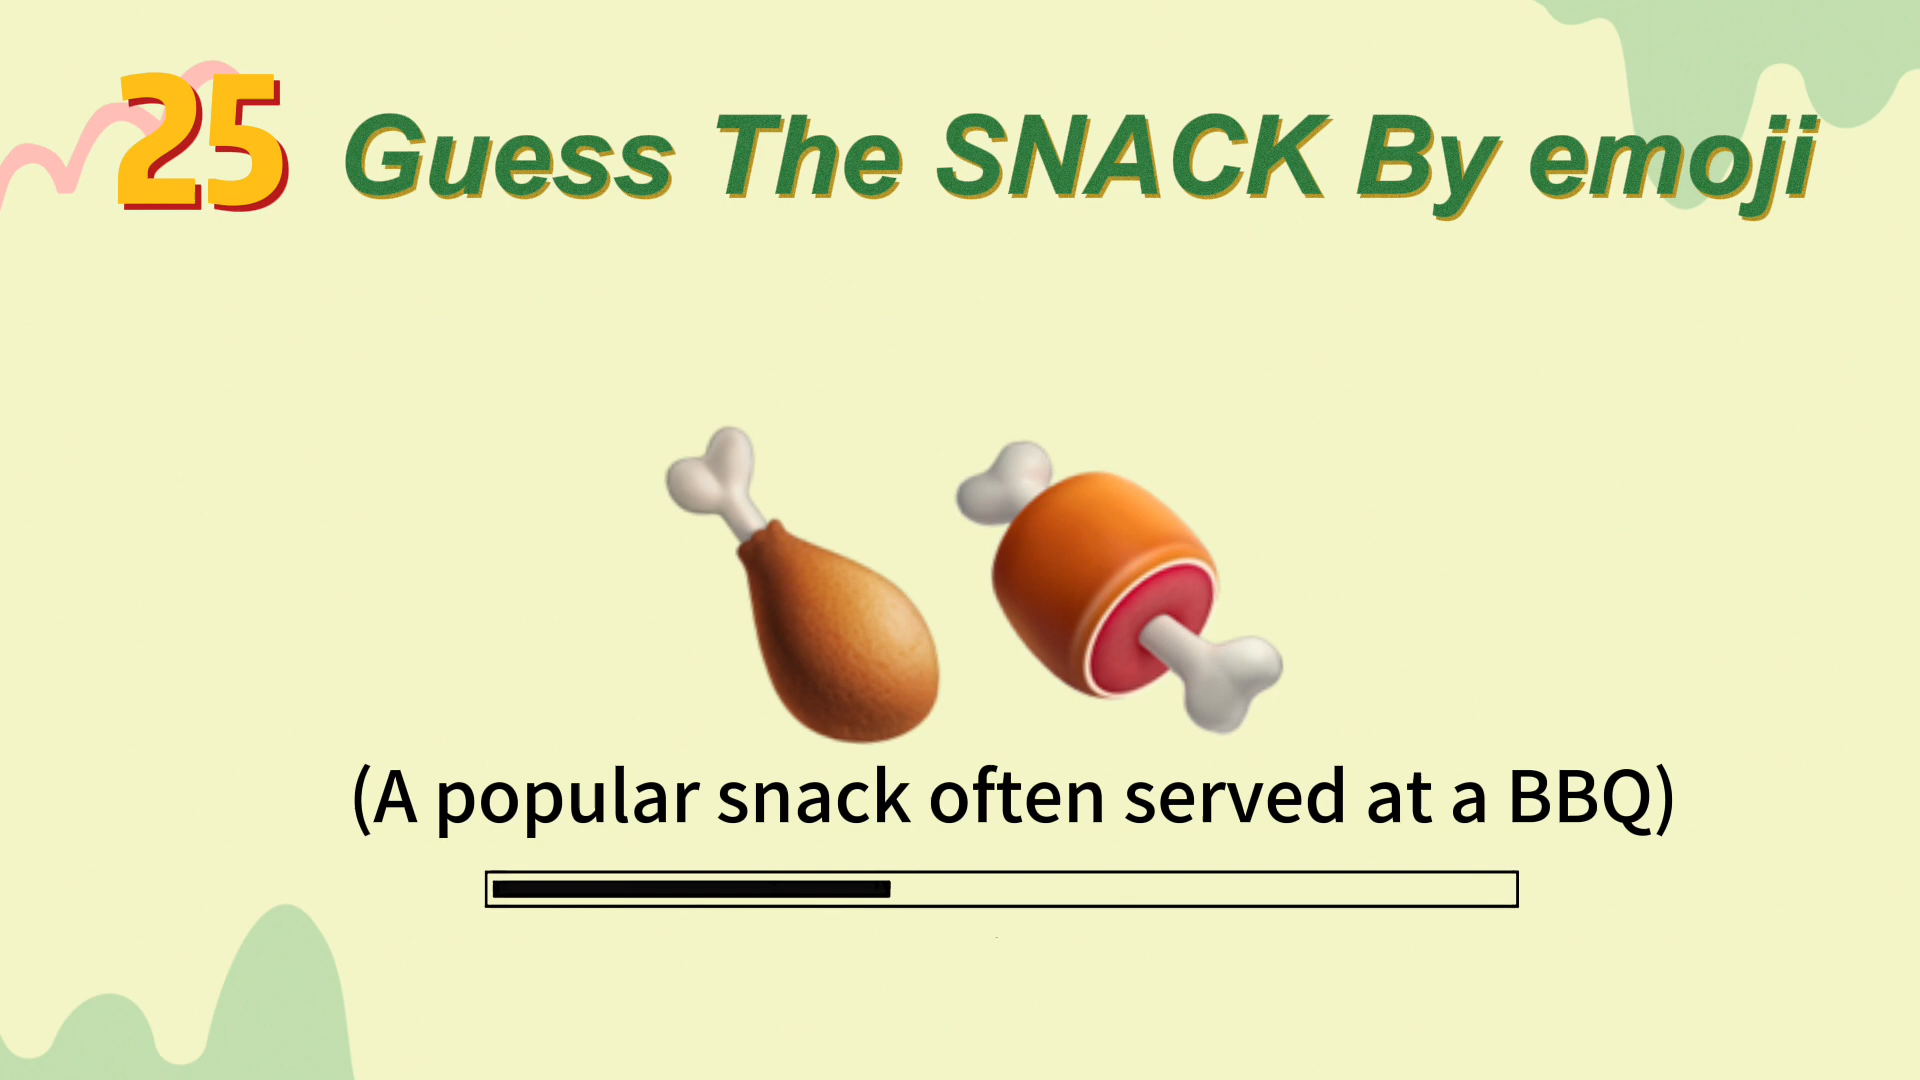 25 Guess The SNACK By emoji
(A popular snack often served at a BBQ)